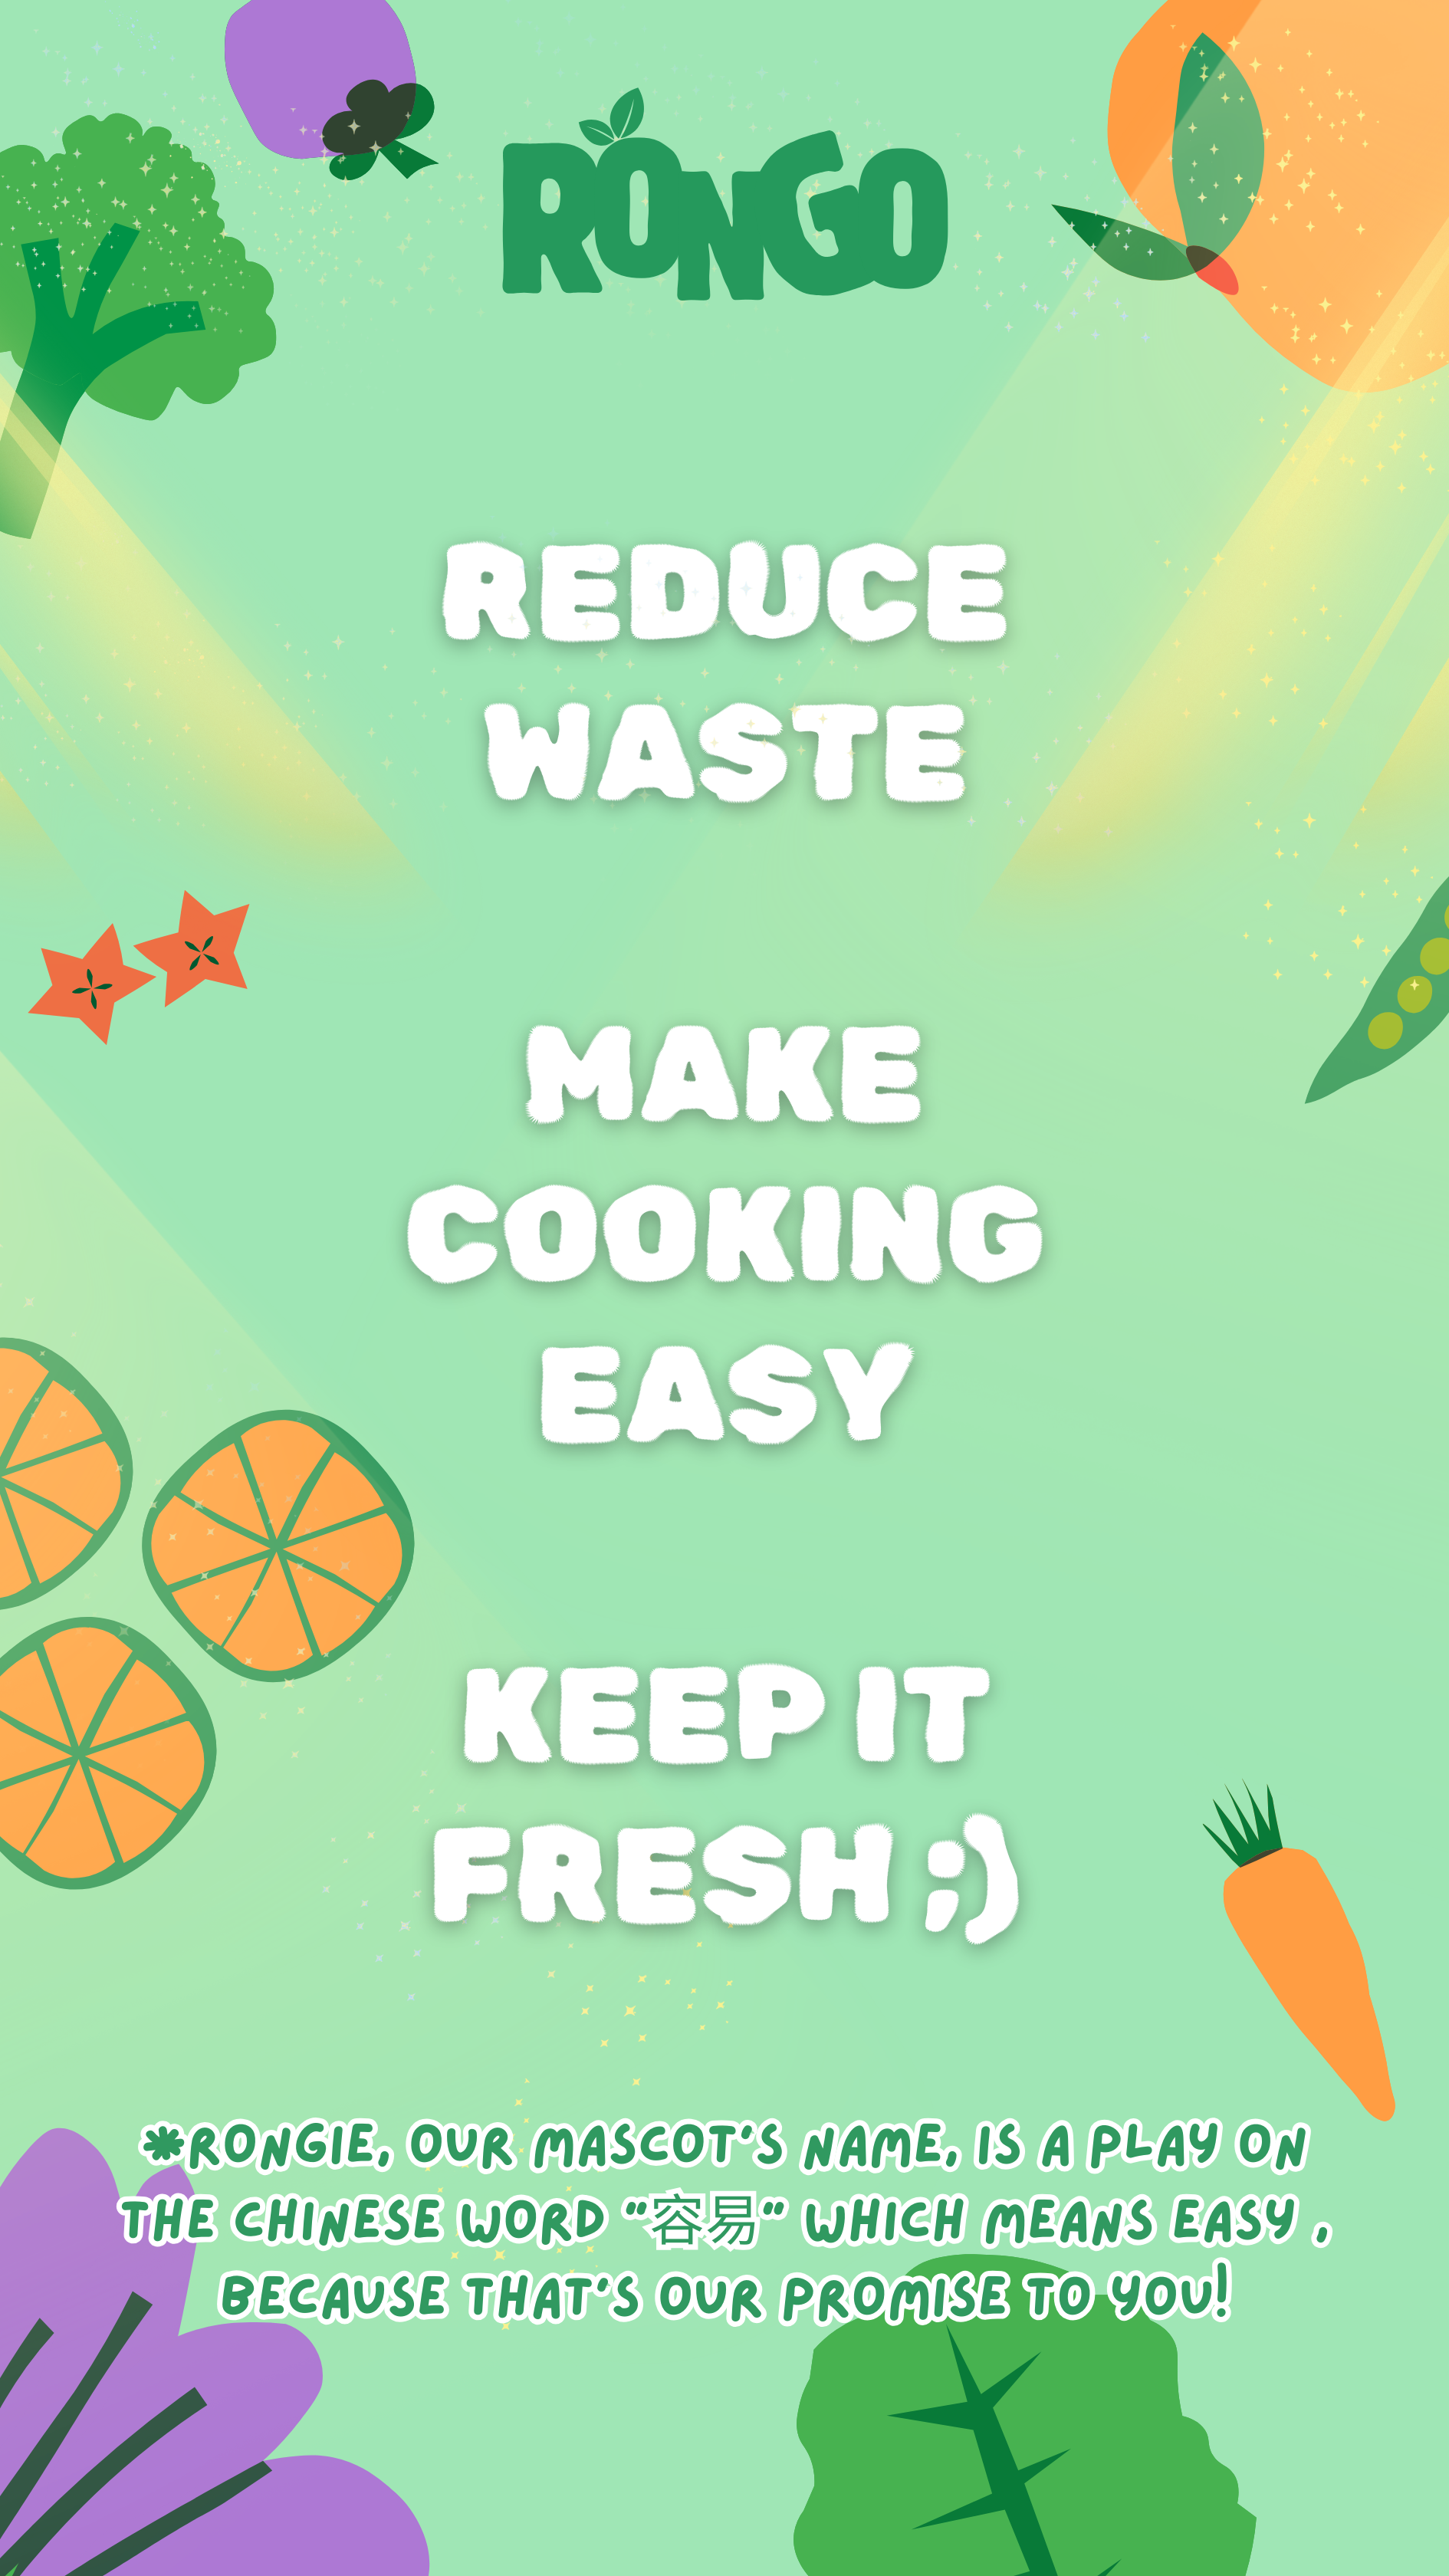 RONGO
REDUCE
WASTE
MAKE
COOKING
EASY
KEEP IT
FRESH ;)
*RONGIE, OUR MASCOT'S NAME, IS A PLAY ON
THE CHINESE WORD "容易" WHICH MEANS EASY ,
BECAUSE THAT'S OUR PROMISE TO YOU!